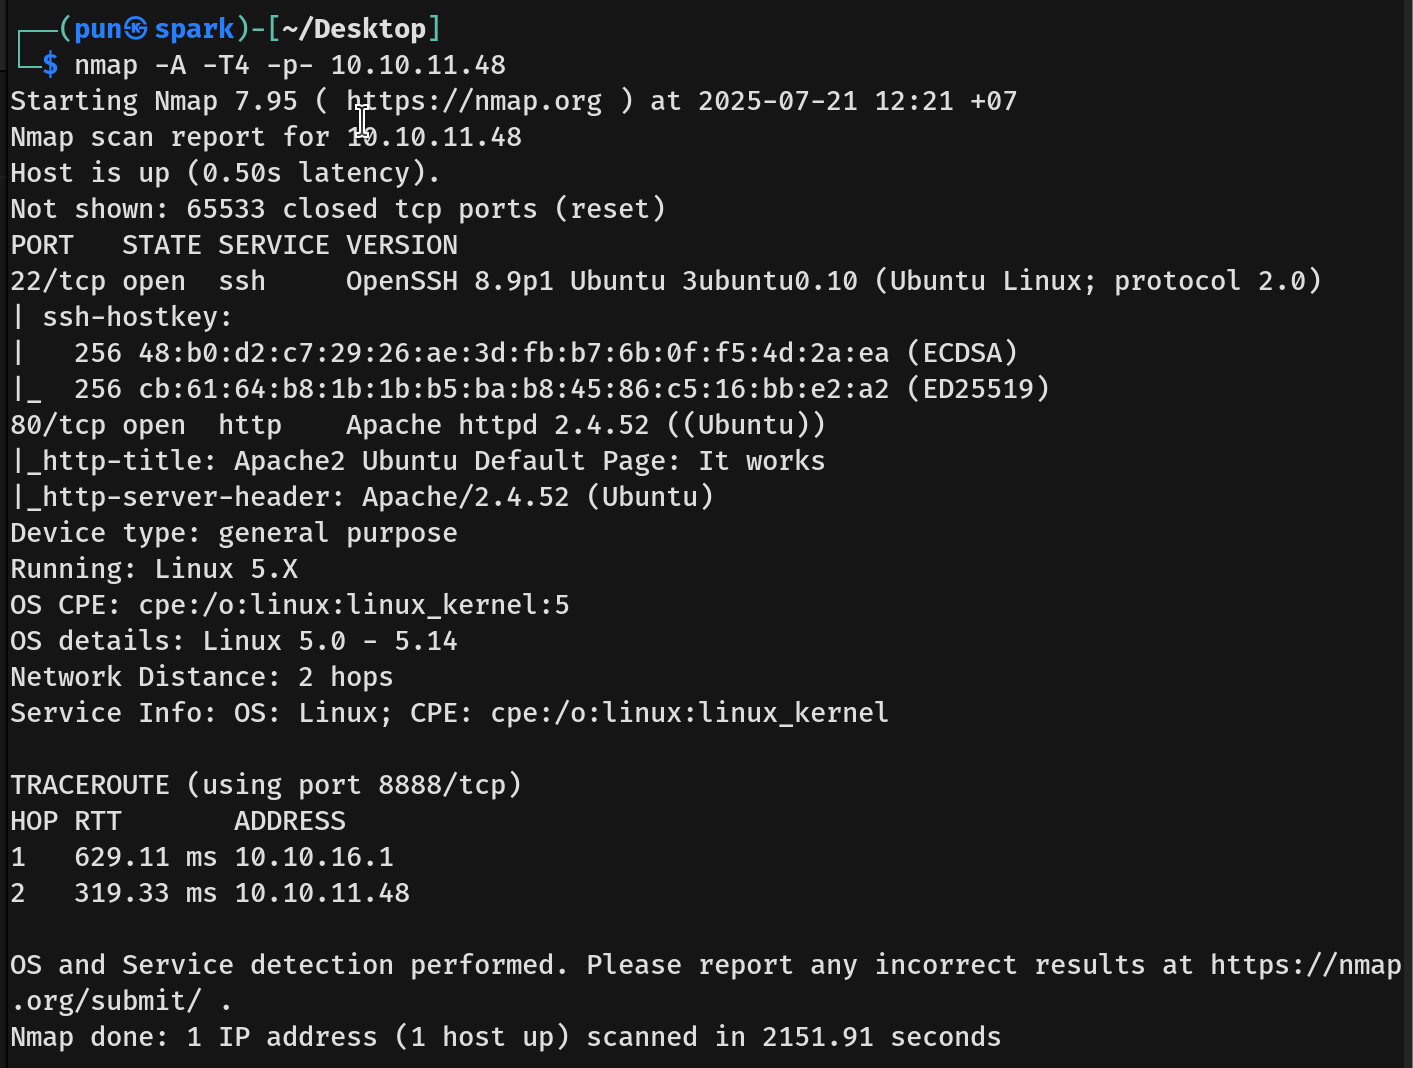 ┌──(pun㉿spark)-[~/Desktop]
└─$ nmap -A -T4 -p- 10.10.11.48
Starting Nmap 7.95 ( https://nmap.org ) at 2025-07-21 12:21 +07
Nmap scan report for 10.10.11.48
Host is up (0.50s latency).
Not shown: 65533 closed tcp ports (reset)
PORT   STATE SERVICE VERSION
22/tcp open  ssh     OpenSSH 8.9p1 Ubuntu 3ubuntu0.10 (Ubuntu Linux; protocol 2.0)
| ssh-hostkey:
|   256 48:b0:d2:c7:29:26:ae:3d:fb:b7:6b:0f:f5:4d:2a:ea (ECDSA)
|_  256 cb:61:64:b8:1b:1b:b5:ba:b8:45:86:c5:16:bb:e2:a2 (ED25519)
80/tcp open  http    Apache httpd 2.4.52 ((Ubuntu))
|_http-title: Apache2 Ubuntu Default Page: It works
|_http-server-header: Apache/2.4.52 (Ubuntu)
Device type: general purpose
Running: Linux 5.X
OS CPE: cpe:/o:linux:linux_kernel:5
OS details: Linux 5.0 - 5.14
Network Distance: 2 hops
Service Info: OS: Linux; CPE: cpe:/o:linux:linux_kernel

TRACEROUTE (using port 8888/tcp)
HOP RTT       ADDRESS
1   629.11 ms 10.10.16.1
2   319.33 ms 10.10.11.48

OS and Service detection performed. Please report any incorrect results at https://nmap
.org/submit/ .
Nmap done: 1 IP address (1 host up) scanned in 2151.91 seconds